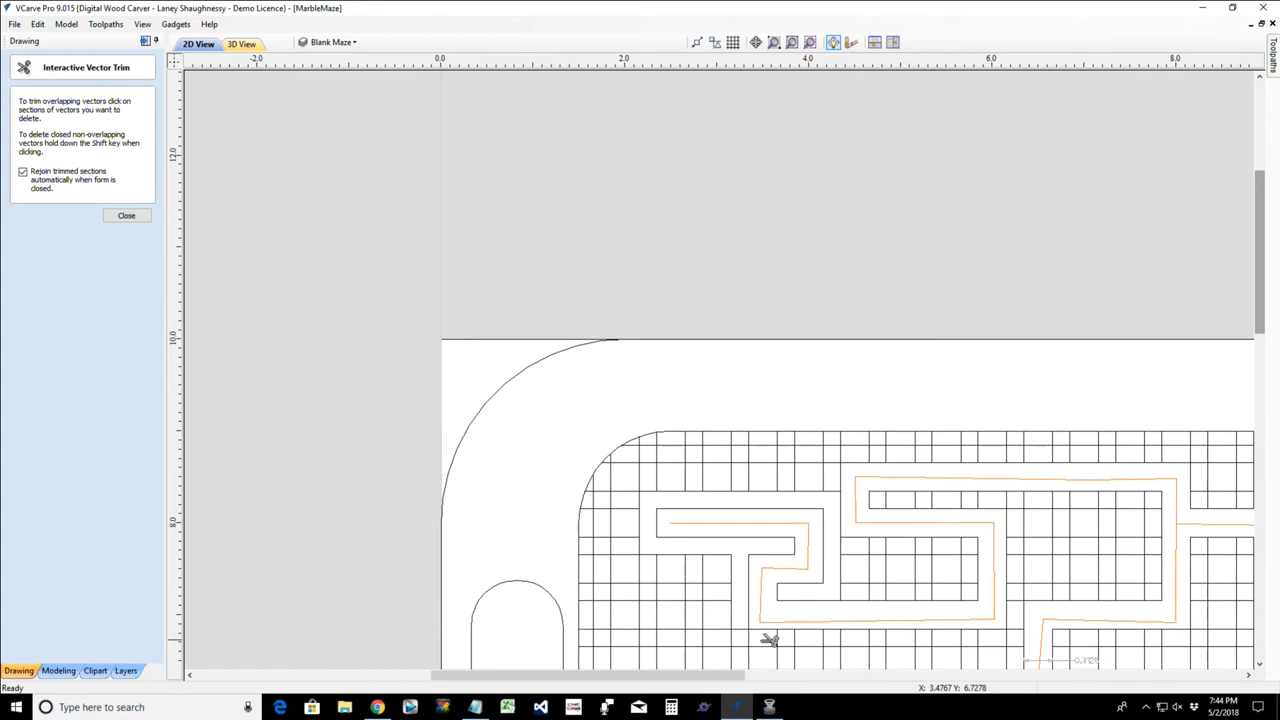 VCarve Pro 9.015 {Digital Wood Carver - Laney Shaughnessy - Demo Licence} - [MarbleMaze]
File Edit Model Toolpaths View Gadgets Help
Drawing
2D View 3D View Blank Maze
Interactive Vector Trim
To trim overlapping vectors click on
sections of vectors you want to
delete.
To delete closed non-overlapping
vectors hold down the Shift key when
clicking.
Rejoin trimmed sections
automatically when form is
closed.
Close
-2.0 0.0 2.0 4.0 6.0 8.0
12.0
10.0
8.0
Toolpaths
0.3125
Drawing Modeling Clipart Layers
Ready
X: 3.4767 Y: 6.7278
Type here to search
7:44 PM
5/2/2018